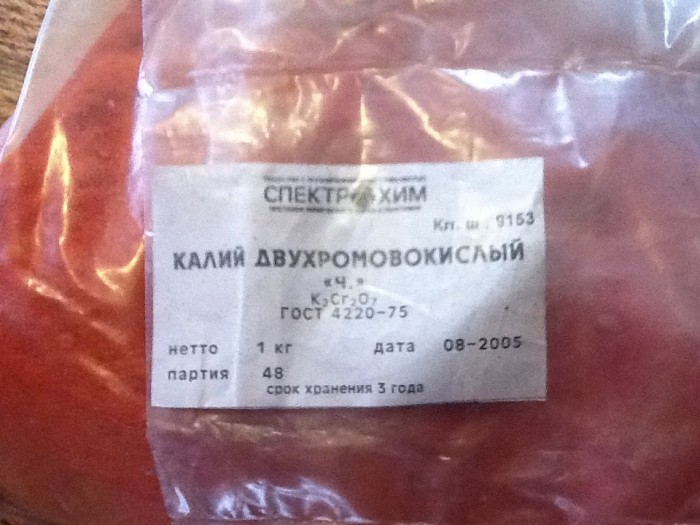 СПЕКТР-ХИМ
Кл. ш. 9153
КАЛИЙ ДВУХРОМОВОКИСЛЫЙ
«Ч.»
K₂Cr₂O₇
ГОСТ 4220-75
нетто 1 кг дата 08-2005
партия 48
срок хранения 3 года